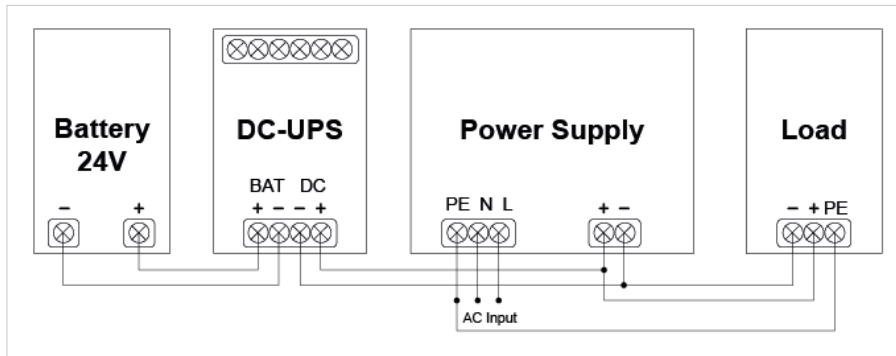 Battery
24V
DC-UPS
Power Supply
Load
BAT DC
PE N L
- +
+ - - +
+ -
- + PE
AC Input